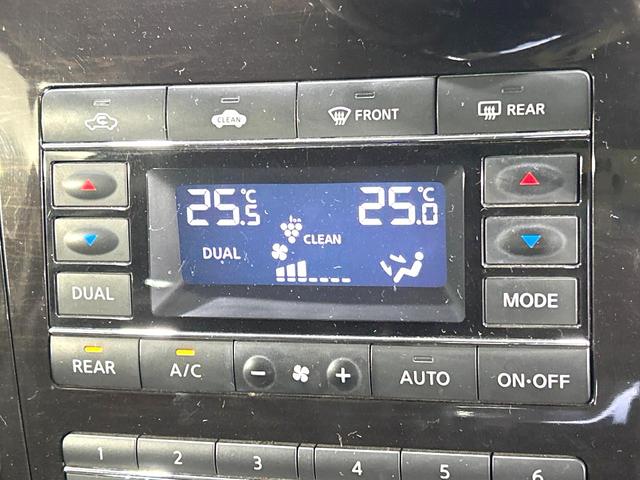 CLEAN
FRONT
REAR
25.5°C
25.0°C
DUAL
CLEAN
DUAL
MODE
REAR
A/C
−
+
AUTO
ON·OFF
1
2
3
4
5
6